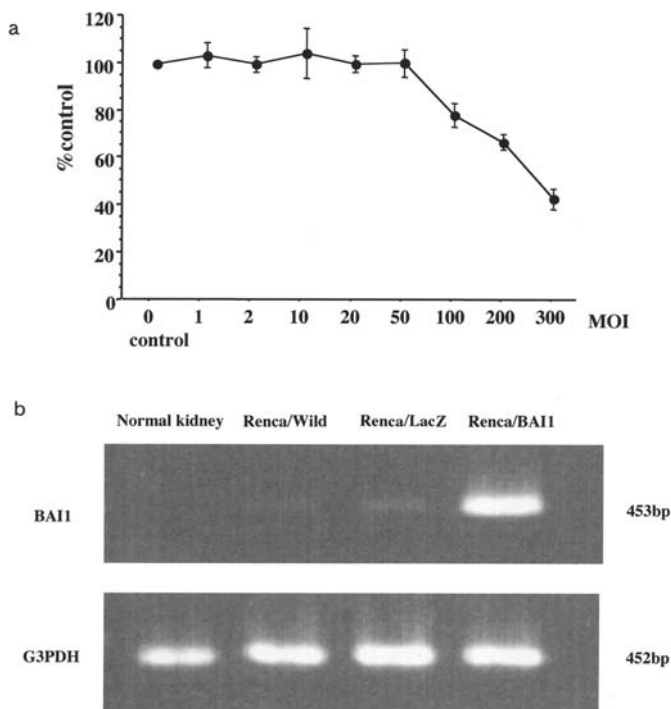 a
120
100
80
60
40
20
0
%control
0 1 2 10 20 50 100 200 300 MOI
control
b
Normal kidney Renca/Wild Renca/LacZ Renca/BAI1
BAI1 453bp
G3PDH 452bp